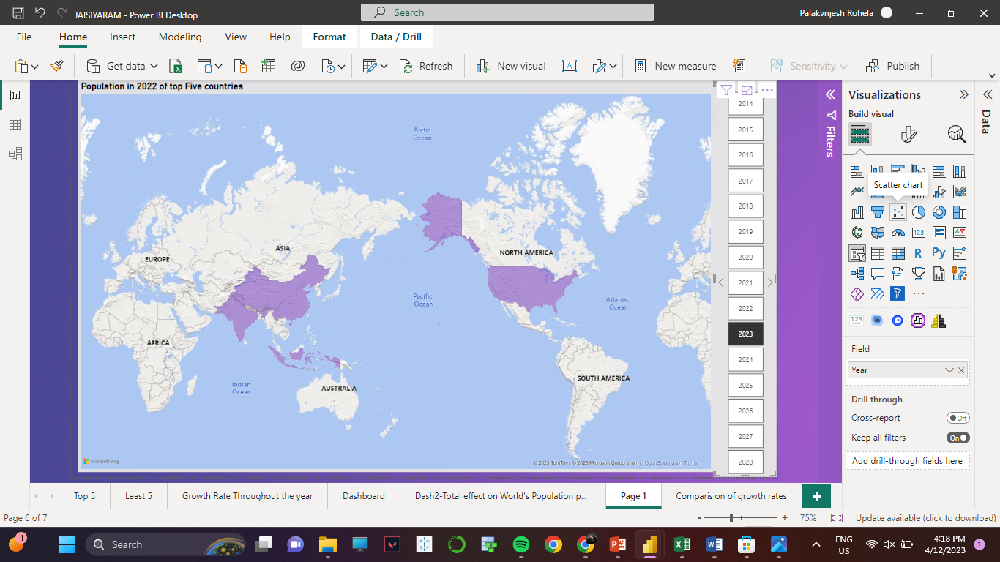 JAISIYARAM - Power BI Desktop
Search
Palakvrijesh Rohela
File Home Insert Modeling View Help Format Data / Drill
Get data
Refresh
New visual
New measure
Sensitivity
Publish
Population in 2022 of top Five countries
Arctic
Ocean
ASIA
EUROPE
NORTH AMERICA
Pacific
Ocean
Atlantic
Ocean
AFRICA
SOUTH AMERICA
Indian
Ocean
AUSTRALIA
Microsoft Bing
© 2023 TomTom, © 2023 Microsoft Corporation, © OpenStreetMap Terms
2014
2015
2016
2017
2018
2019
2020
2021
2022
2023
2024
2025
2026
2027
2028
Filters
Visualizations
Build visual
Scatter chart
123
R Py
123
Field
Year
Drill through
Cross-report Off
Keep all filters On
Add drill-through fields here
Data
Top 5 Least 5 Growth Rate Throughout the year Dashboard Dash2-Total effect on World's Population p... Page 1 Comparision of growth rates +
Page 6 of 7
- + 75% Update available (click to download)
1
Search
ENG
US
4:18 PM
4/12/2023
1